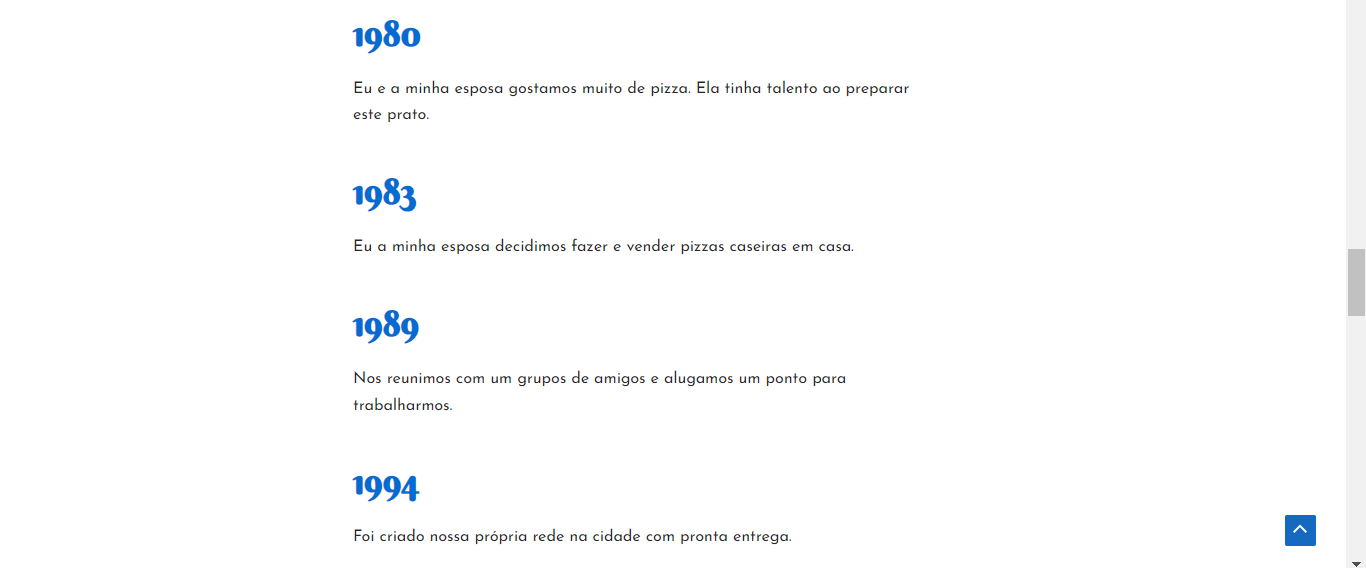 1980
Eu e a minha esposa gostamos muito de pizza. Ela tinha talento ao preparar
este prato.
1983
Eu a minha esposa decidimos fazer e vender pizzas caseiras em casa.
1989
Nos reunimos com um grupos de amigos e alugamos um ponto para
trabalharmos.
1994
Foi criado nossa própria rede na cidade com pronta entrega.